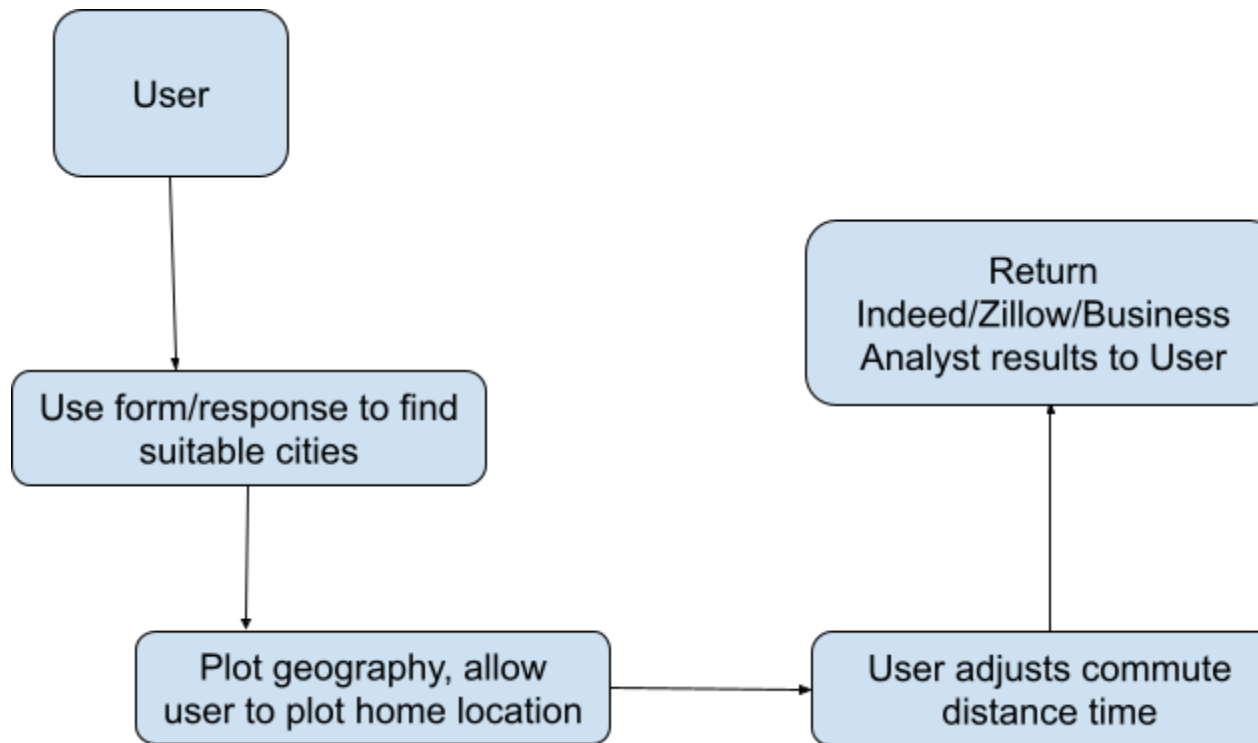 User
Use form/response to find
suitable cities
Plot geography, allow
user to plot home location
User adjusts commute
distance time
Return
Indeed/Zillow/Business
Analyst results to User